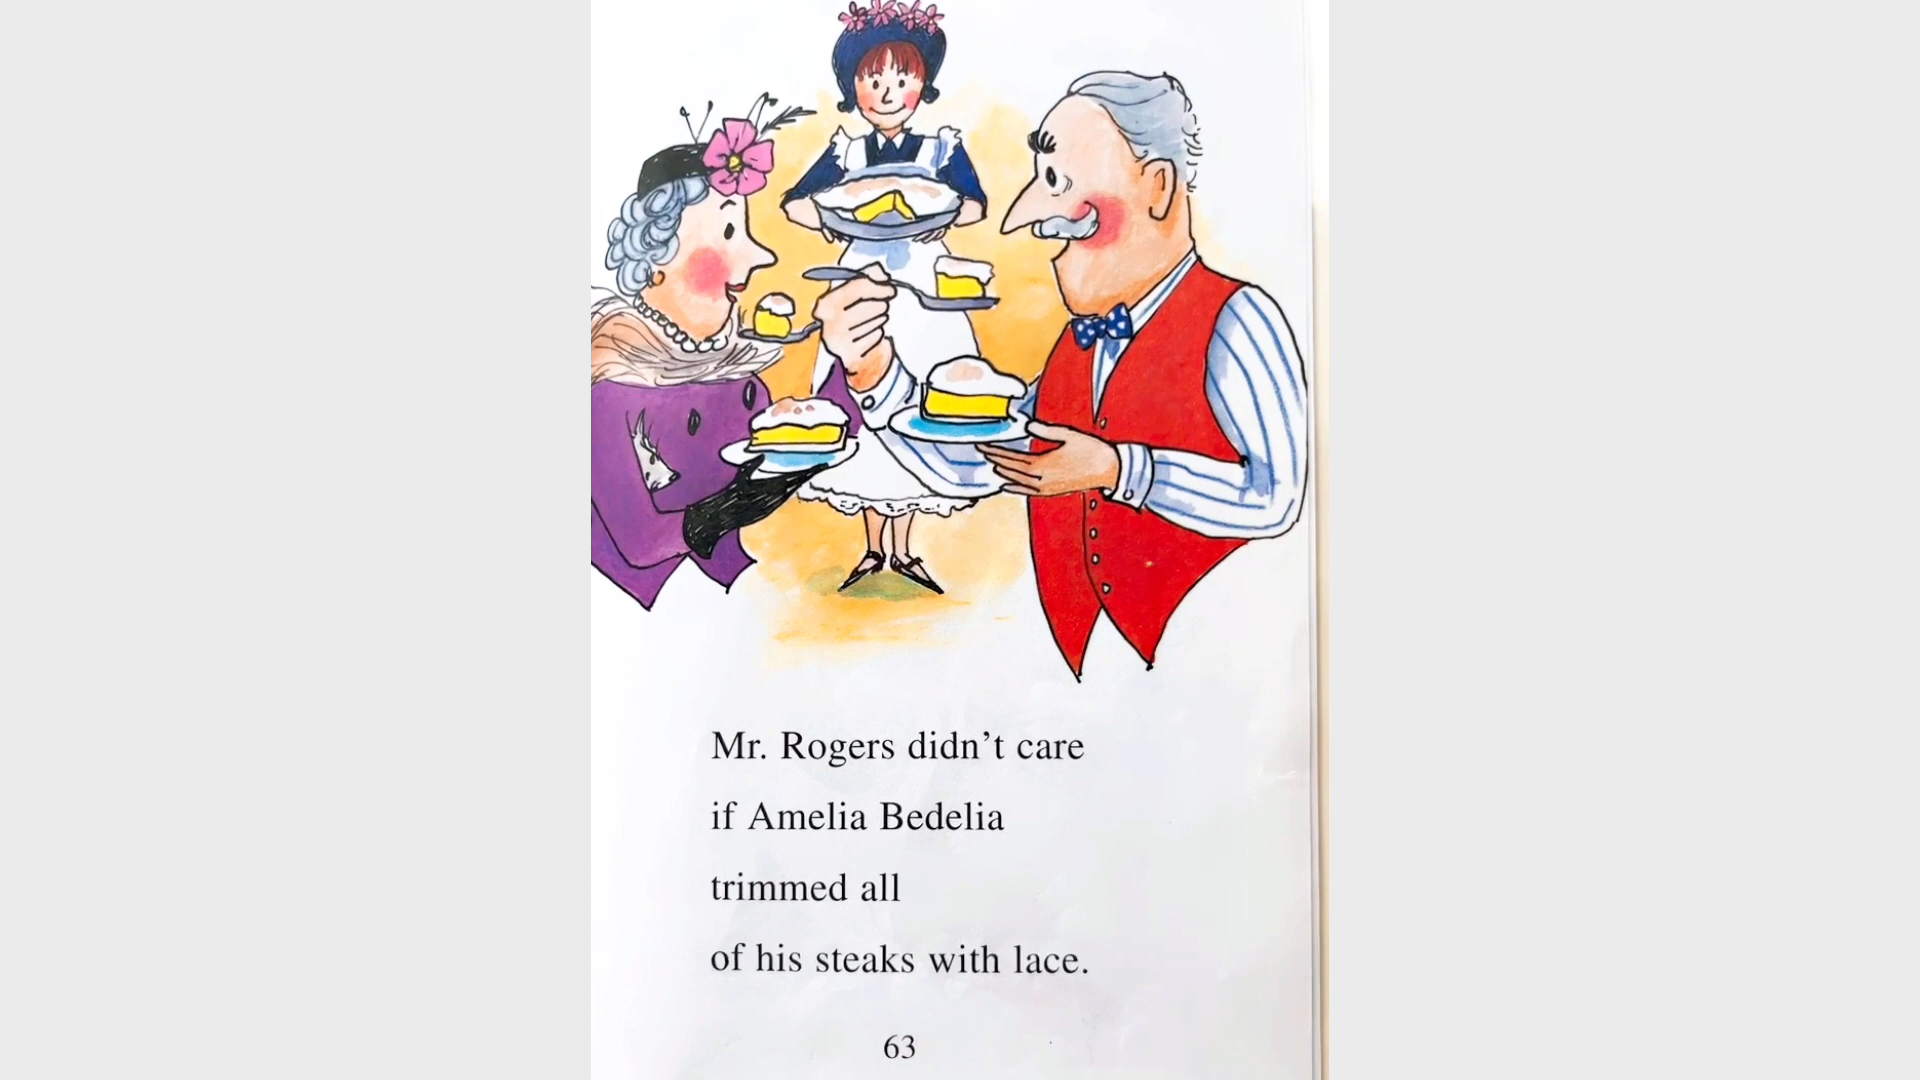 Mr. Rogers didn't care
if Amelia Bedelia
trimmed all
of his steaks with lace.
63